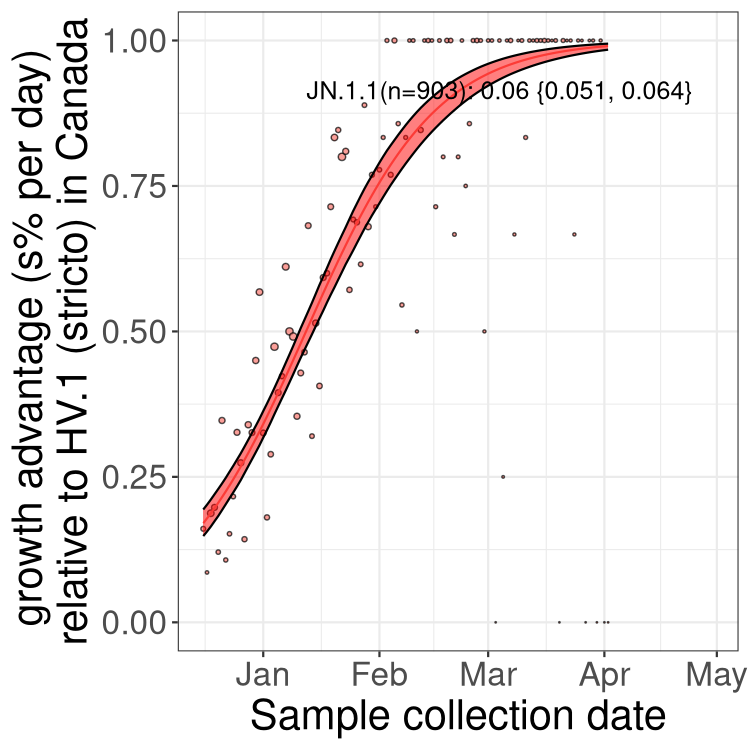 growth advantage (s% per day)
relative to HV.1 (stricto) in Canada
1.00
0.75
0.50
0.25
0.00
JN.1.1(n=903): 0.06 {0.051, 0.064}
Jan Feb Mar Apr May
Sample collection date